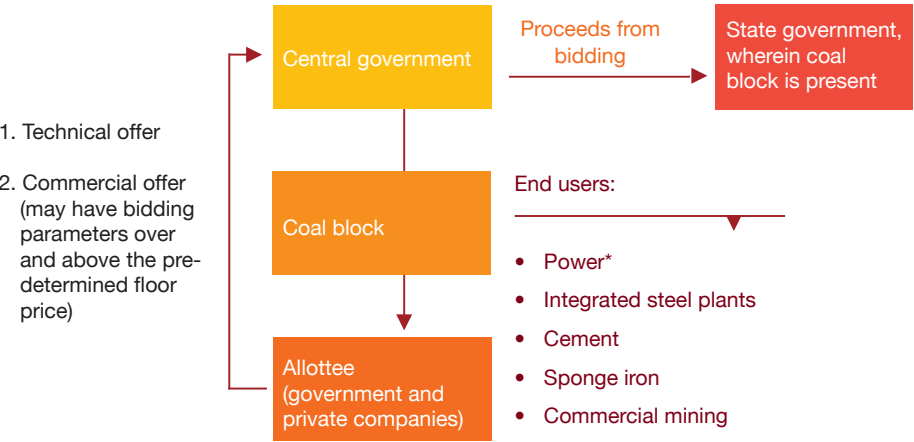 Central government
Proceeds from
bidding
State government,
wherein coal
block is present
1. Technical offer
2. Commercial offer
(may have bidding
parameters over
and above the pre-
determined floor
price)
Coal block
End users:
• Power*
• Integrated steel plants
• Cement
• Sponge iron
• Commercial mining
Allottee
(government and
private companies)